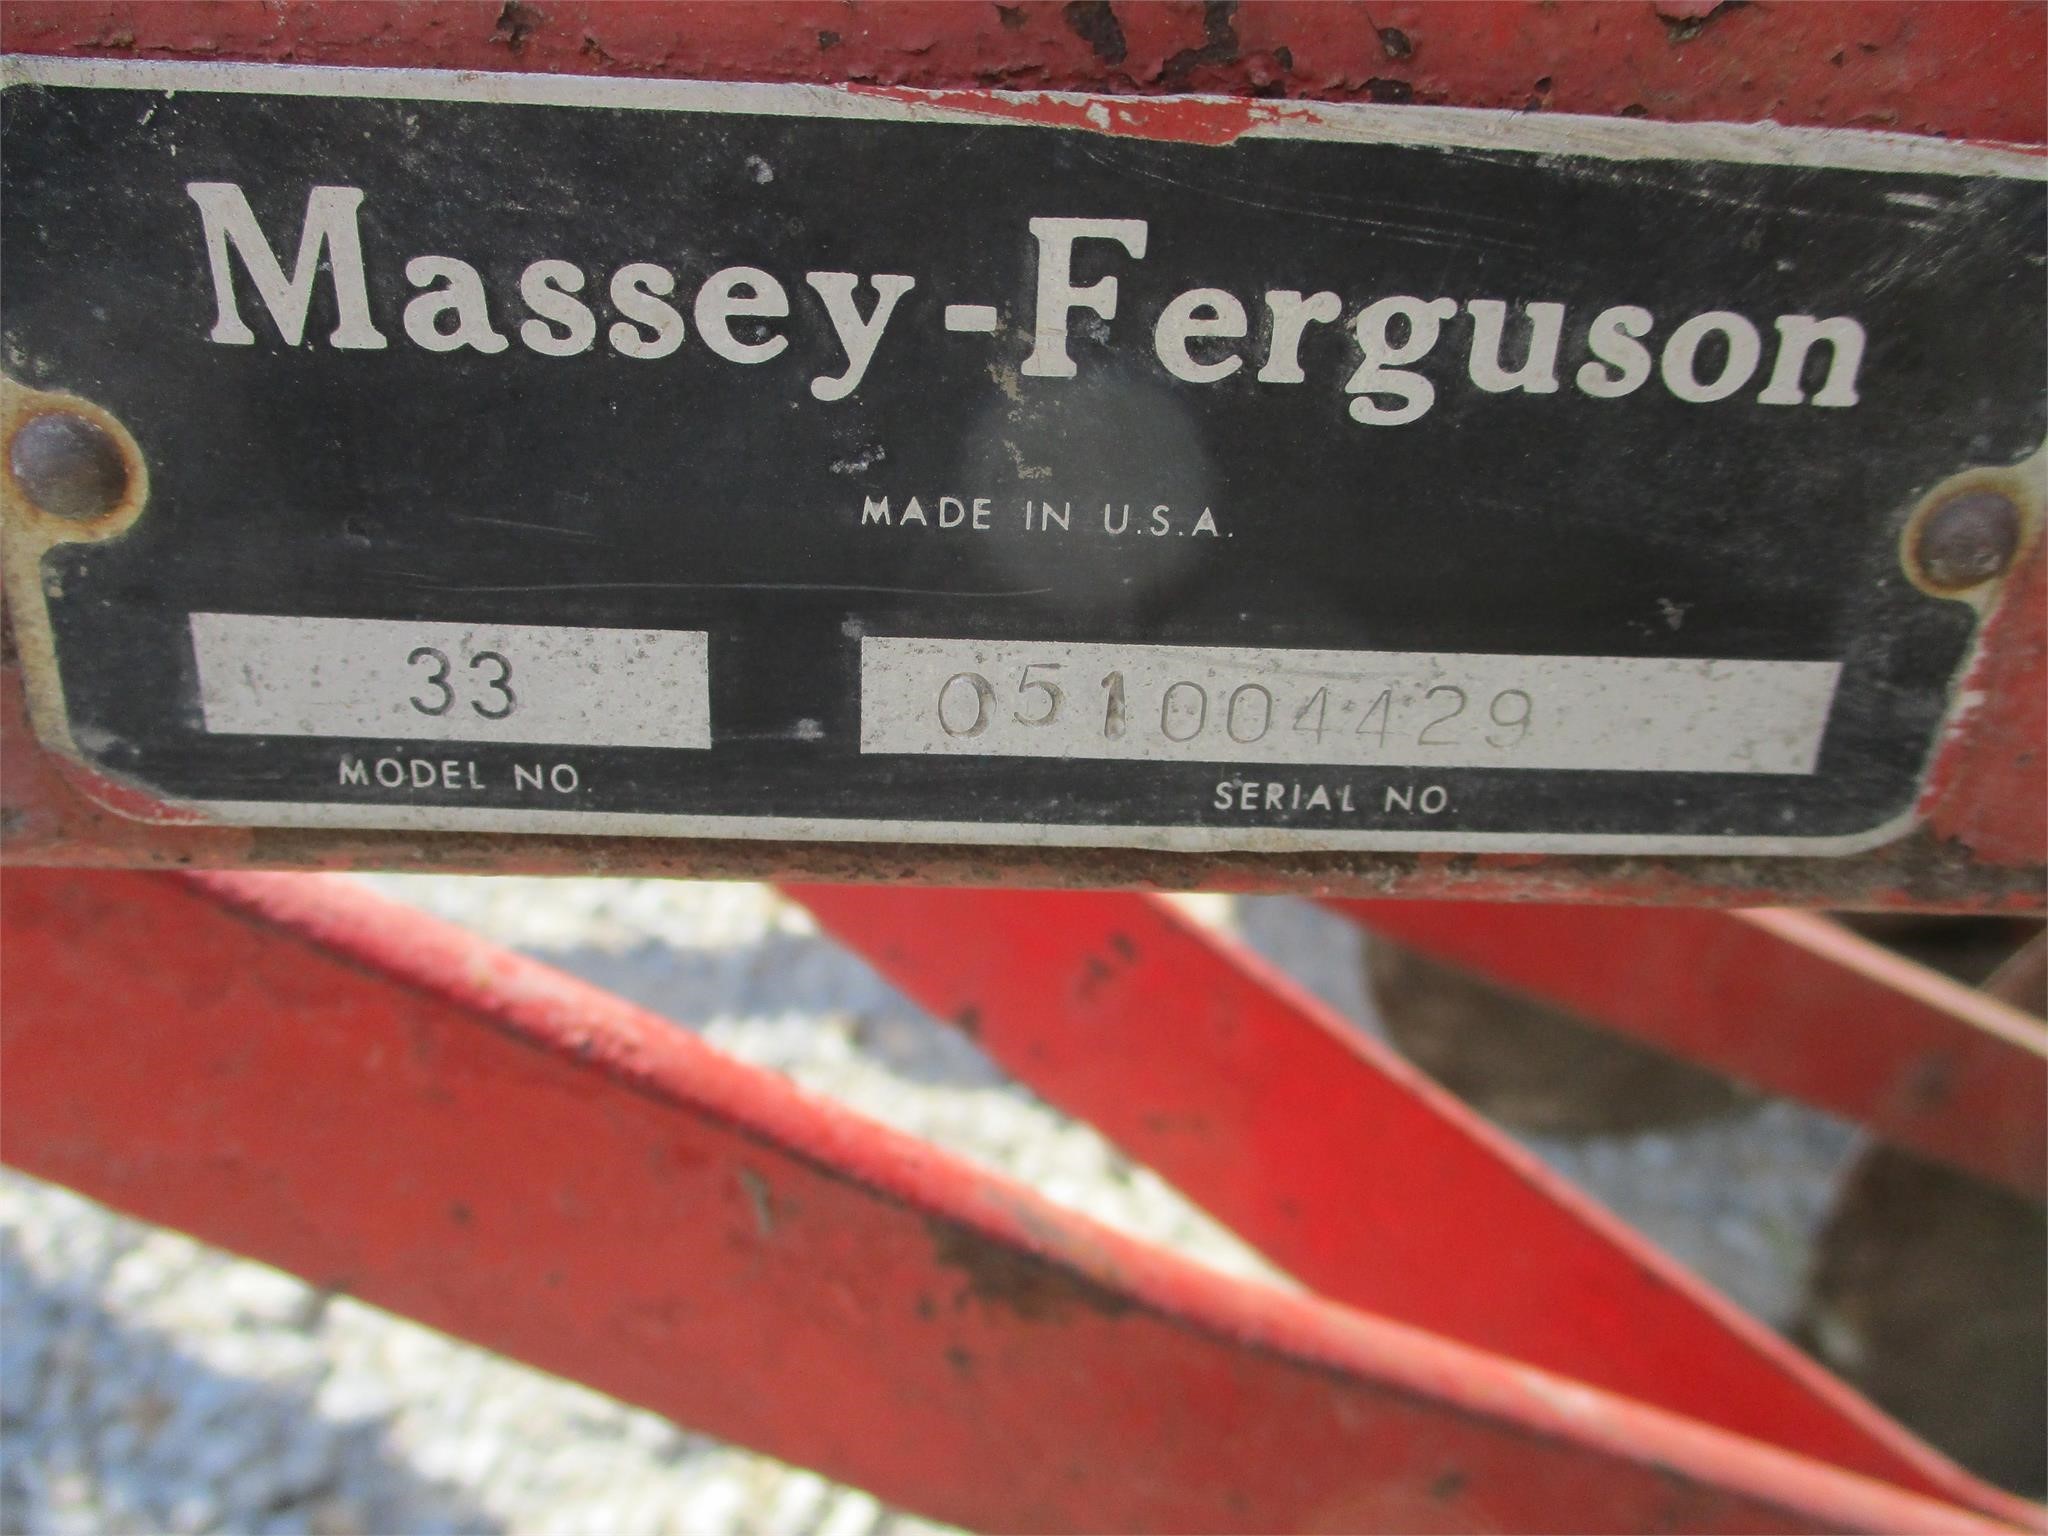 Massey-Ferguson
MADE IN U.S.A.
33 051004429
MODEL NO. SERIAL NO.